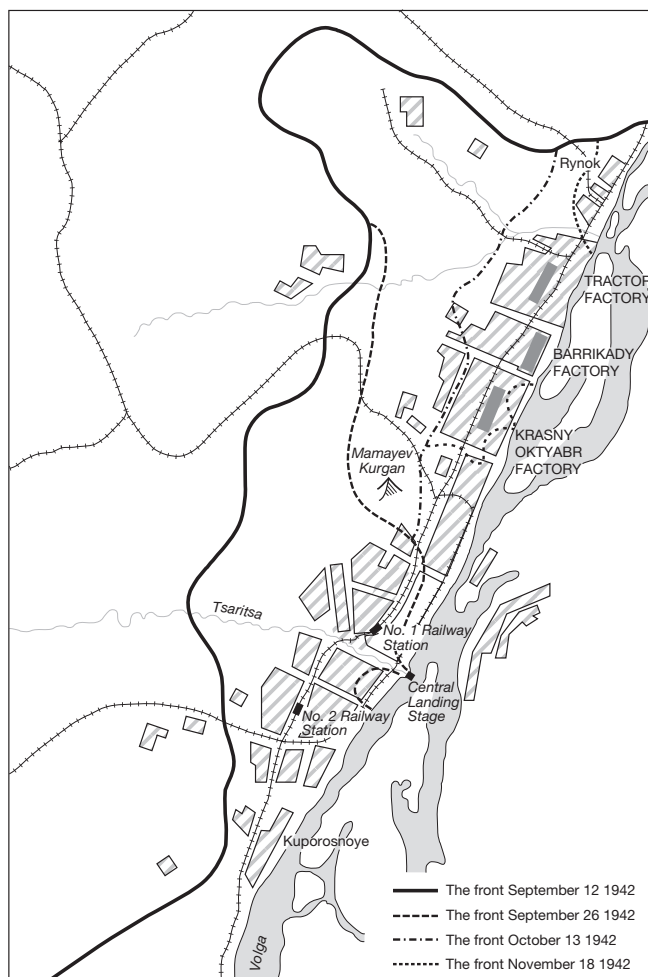 Rynok
TRACTOR
FACTORY
BARRIKADY
FACTORY
KRASNY
OKTYABR
FACTORY
Mamayev
Kurgan
Tsaritsa
No. 1 Railway
Station
Central
Landing
Stage
No. 2 Railway
Station
Kuporosnoye
Volga
The front September 12 1942
The front September 26 1942
The front October 13 1942
The front November 18 1942